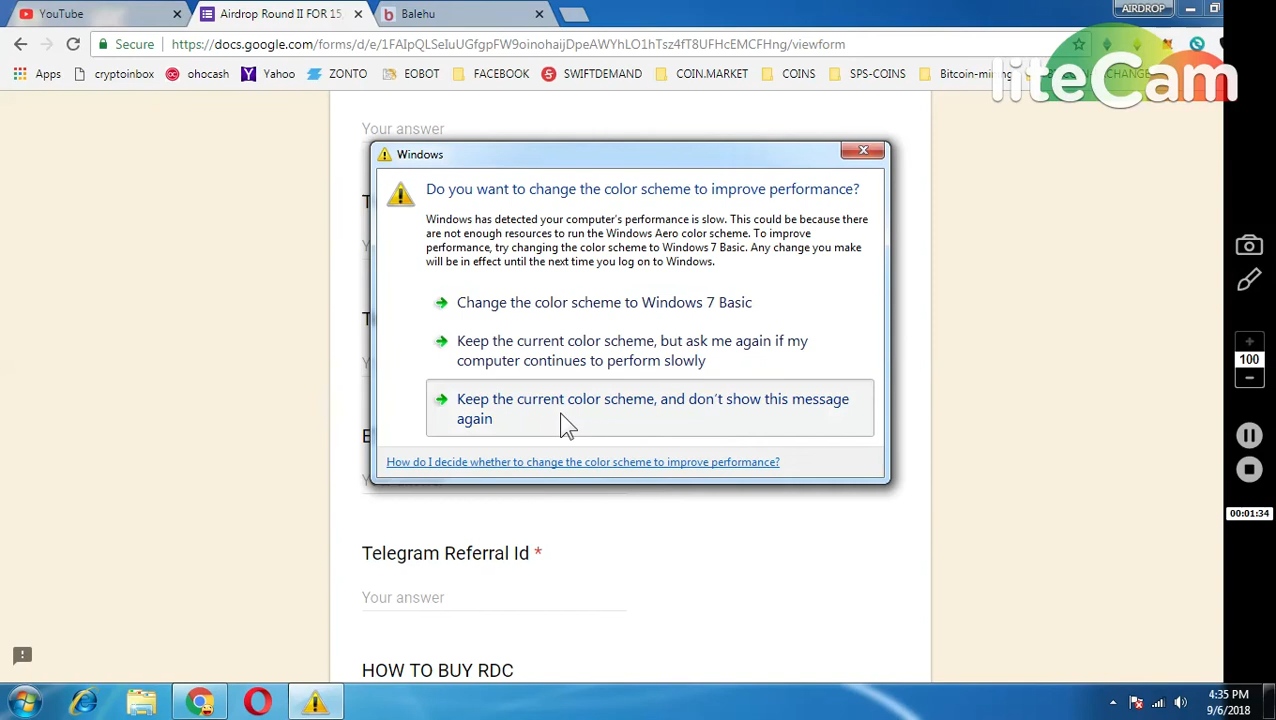 YouTube
Airdrop Round II FOR 15
Balehu
AIRDROP
Secure
https://docs.google.com/forms/d/e/
viewform
liteCam
Apps
cryptoinbox
ohocash
Yahoo
ZONTO
EOBOT
FACEBOOK
SWIFTDEMAND
COIN.MARKET
COINS
SPS-COINS
Your answer
Windows
Do you want to change the color scheme to improve performance?
Windows has detected your computer's performance is slow. This could be because there
are not enough resources to run the Windows Aero color scheme. To improve
performance, try changing the color scheme to Windows 7 Basic. Any change you make
will be in effect until the next time you log on to Windows.
Change the color scheme to Windows 7 Basic
Keep the current color scheme, but ask me again if my
computer continues to perform slowly
Keep the current color scheme, and don't show this message
again
How do I decide whether to change the color scheme to improve performance?
100
00:01:34
Telegram Referral Id *
Your answer
HOW TO BUY RDC
4:35 PM
9/6/2018